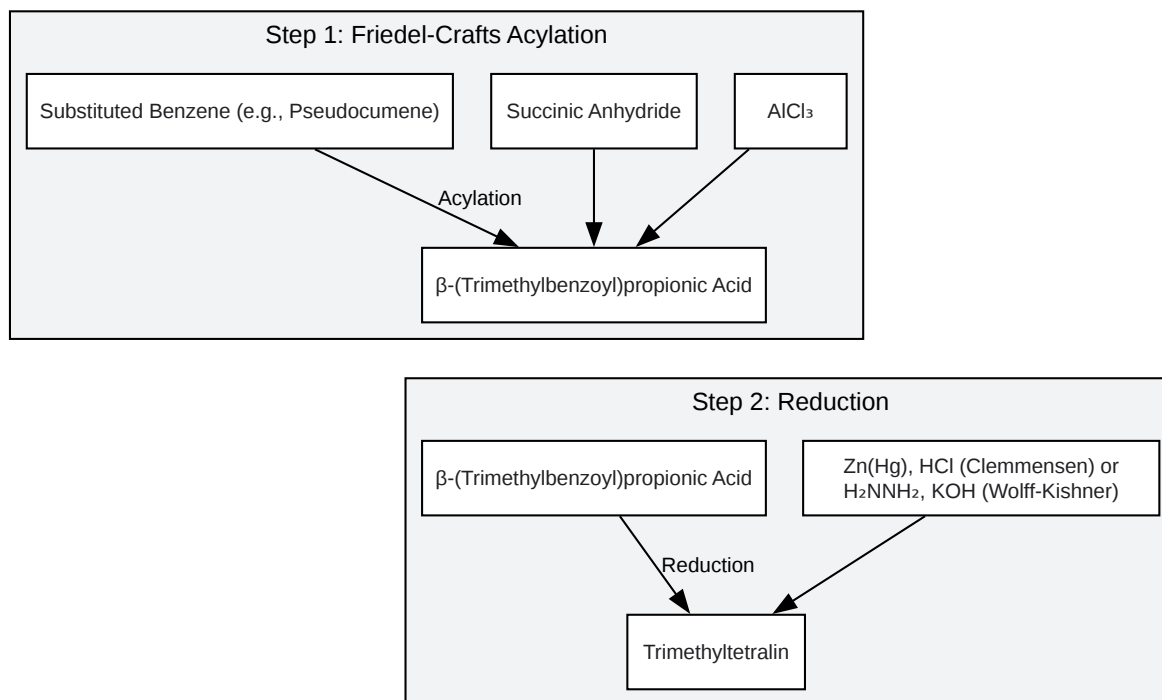 Step 1: Friedel-Crafts Acylation
Substituted Benzene (e.g., Pseudocumene)
Succinic Anhydride
AlCl₃
Acylation
β-(Trimethylbenzoyl)propionic Acid
Step 2: Reduction
β-(Trimethylbenzoyl)propionic Acid
Zn(Hg), HCl (Clemmensen) or
H₂NNH₂, KOH (Wolff-Kishner)
Reduction
Trimethyltetralin